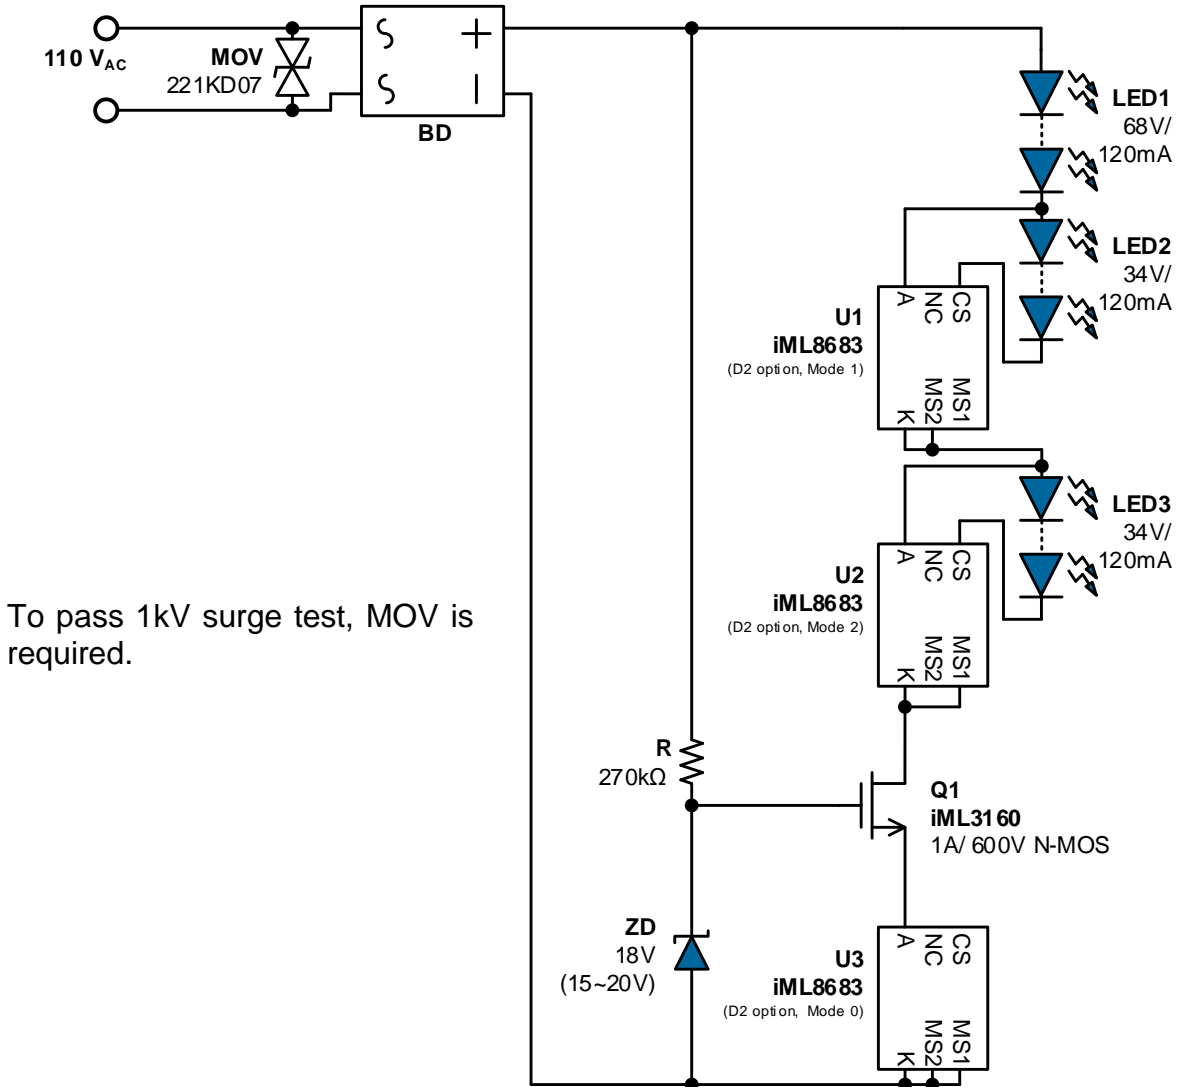 110 VAC
MOV
221KD07
BD
LED1
68V/
120mA
LED2
34V/
120mA
A
NC
CS
U1
iML8683
(D2 option, Mode 1)
K
MS2
MS1
LED3
34V/
120mA
A
NC
CS
U2
iML8683
(D2 option, Mode 2)
K
MS2
MS1
To pass 1kV surge test, MOV is
required.
R
270kΩ
Q1
iML3160
1A/ 600V N-MOS
ZD
18V
(15~20V)
A
NC
CS
U3
iML8683
(D2 option, Mode 0)
K
MS2
MS1